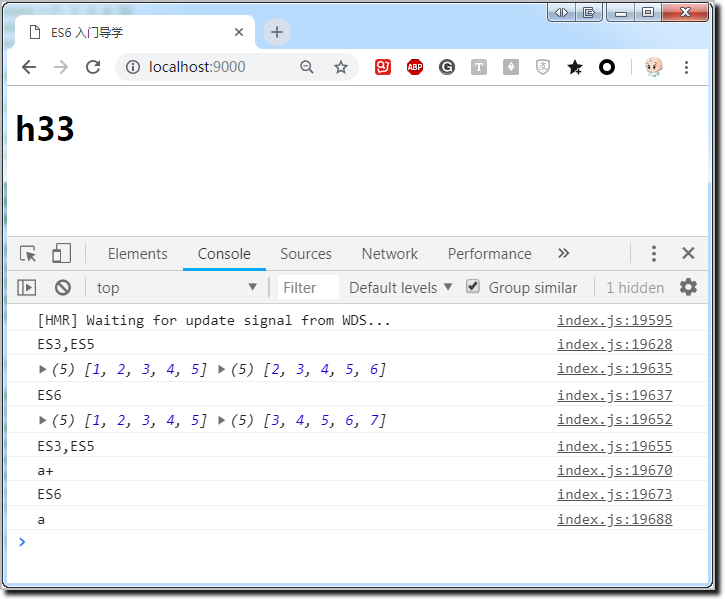 ES6 入门导学
localhost:9000
ABP
G
T
h33
Elements Console Sources Network Performance
top Filter Default levels Group similar 1 hidden
[HMR] Waiting for update signal from WDS... index.js:19595
ES3,ES5 index.js:19628
(5) [1, 2, 3, 4, 5] (5) [2, 3, 4, 5, 6] index.js:19635
ES6 index.js:19637
(5) [1, 2, 3, 4, 5] (5) [3, 4, 5, 6, 7] index.js:19652
ES3,ES5 index.js:19655
a+ index.js:19670
ES6 index.js:19673
a index.js:19688